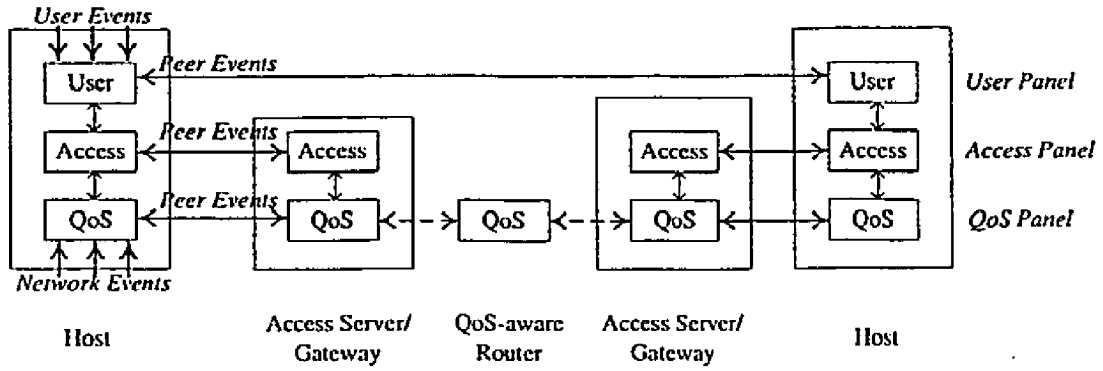 User Events
Peer Events
User
User
User Panel
Peer Events
Access
Access
Access
Access
Access Panel
Peer Events
QoS
QoS
QoS
QoS
QoS
QoS Panel
Network Events
Host
Access Server/
Gateway
QoS-aware
Router
Access Server/
Gateway
Host